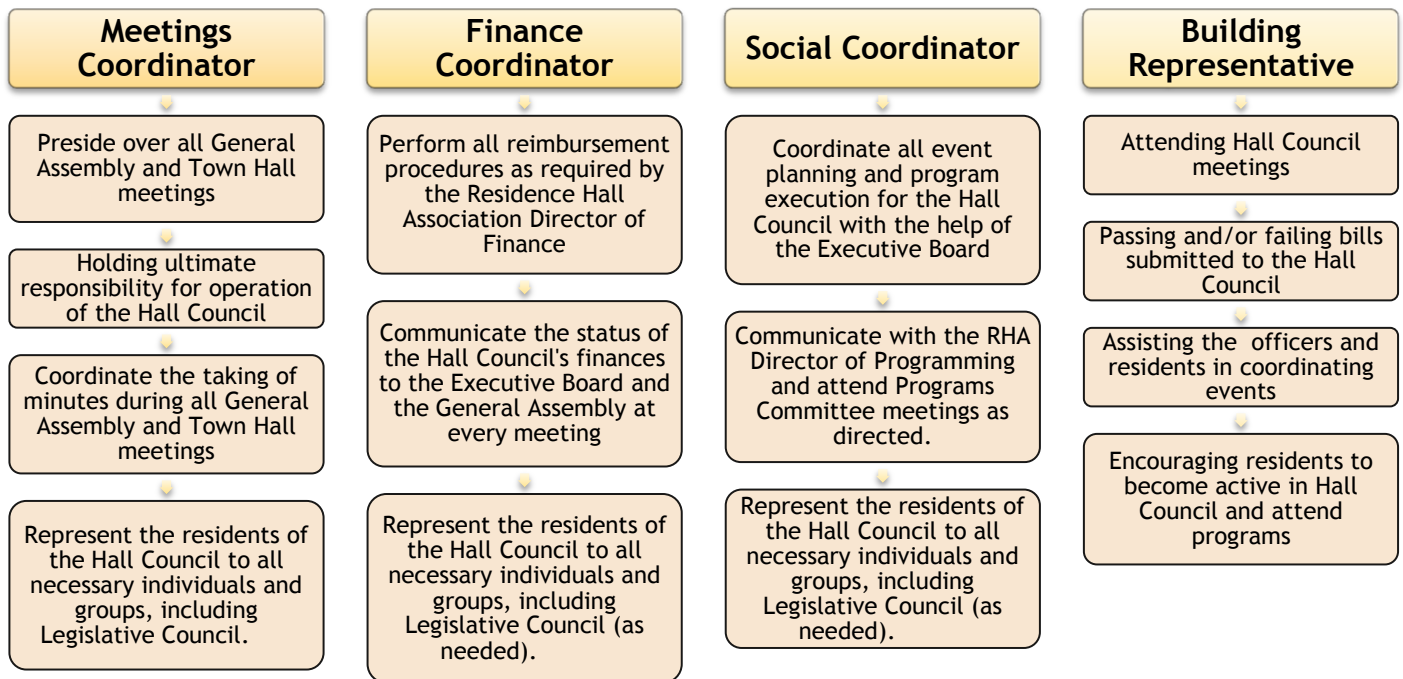 Meetings
Coordinator
Preside over all General
Assembly and Town Hall
meetings
Holding ultimate
responsibility for operation
of the Hall Council
Coordinate the taking of
minutes during all General
Assembly and Town Hall
meetings
Represent the residents of
the Hall Council to all
necessary individuals and
groups, including
Legislative Council.
Finance
Coordinator
Perform all reimbursement
procedures as required by
the Residence Hall
Association Director of
Finance
Communicate the status of
the Hall Council's finances
to the Executive Board and
the General Assembly at
every meeting
Represent the residents of
the Hall Council to all
necessary individuals and
groups, including
Legislative Council (as
needed).
Social Coordinator
Coordinate all event
planning and program
execution for the Hall
Council with the help of
the Executive Board
Communicate with the RHA
Director of Programming
and attend Programs
Committee meetings as
directed.
Represent the residents of
the Hall Council to all
necessary individuals and
groups, including
Legislative Council (as
needed).
Building
Representative
Attending Hall Council
meetings
Passing and/or failing bills
submitted to the Hall
Council
Assisting the  officers and
residents in coordinating
events
Encouraging residents to
become active in Hall
Council and attend
programs